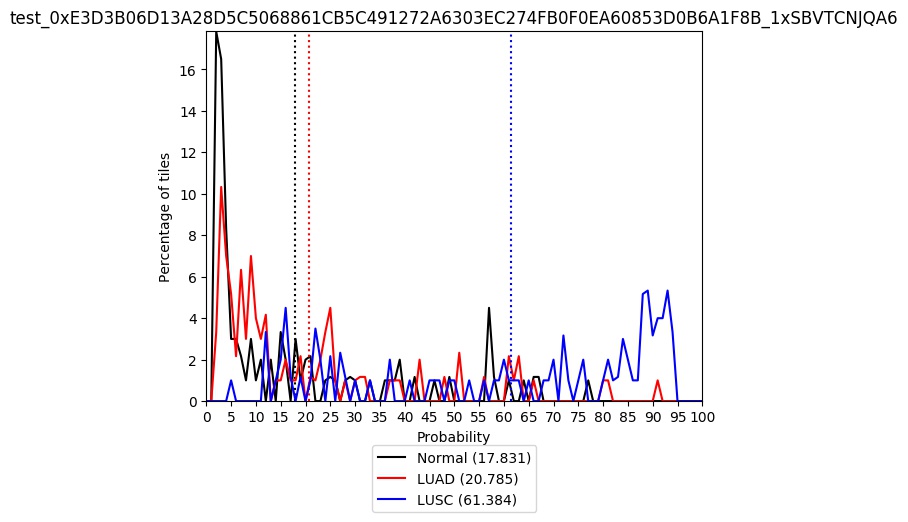 test_0xE3D3B06D13A28D5C5068861CB5C491272A6303EC274FB0F0EA60853D0B6A1F8B_1xSBVTCNJQA6
16
14
12
10
8
6
4
2
0
Percentage of tiles
0 5 10 15 20 25 30 35 40 45 50 55 60 65 70 75 80 85 90 95 100
Probability
Normal (17.831)
LUAD (20.785)
LUSC (61.384)